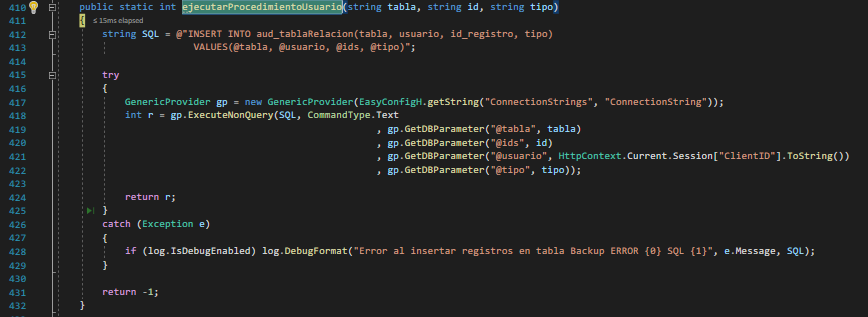 410 public static int ejecutarProcedimientoUsuario(string tabla, string id, string tipo)
411 { ≤ 15ms elapsed
412 string SQL = @"INSERT INTO aud_tablaRelacion(tabla, usuario, id_registro, tipo)
413 VALUES(@tabla, @usuario, @ids, @tipo)";
414
415 try
416 {
417 GenericProvider gp = new GenericProvider(EasyConfigH.getString("ConnectionStrings", "ConnectionString"));
418 int r = gp.ExecuteNonQuery(SQL, CommandType.Text
419 , gp.GetDBParameter("@tabla", tabla)
420 , gp.GetDBParameter("@ids", id)
421 , gp.GetDBParameter("@usuario", HttpContext.Current.Session["ClientID"].ToString())
422 , gp.GetDBParameter("@tipo", tipo));
423
424 return r;
425 }
426 catch (Exception e)
427 {
428 if (log.IsDebugEnabled) log.DebugFormat("Error al insertar registros en tabla Backup ERROR {0} SQL {1}", e.Message, SQL);
429 }
430
431 return -1;
432 }